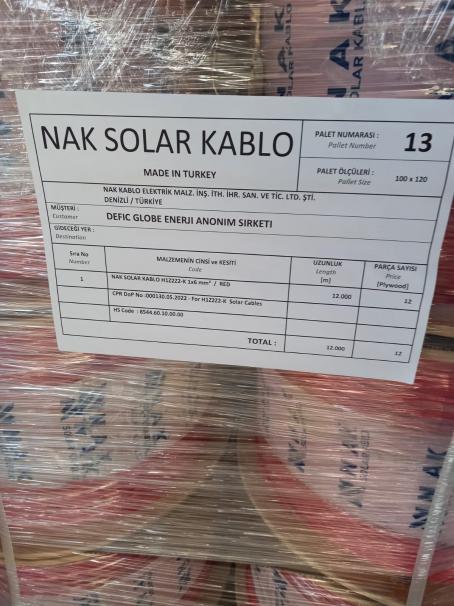 NAK
SOLAR KABLO
NAK SOLAR KABLO
MADE IN TURKEY
PALET NUMARASI :
Pallet Number
13
PALET ÖLÇÜLERİ :
Pallet Size
100 x 120
NAK KABLO ELEKTRİK MALZ. İNŞ. İTH. İHR. SAN. VE TİC. LTD. ŞTİ.
DENİZLİ / TÜRKİYE
MÜŞTERİ :
Customer
DEFIC GLOBE ENERJI ANONIM SIRKETI
GİDECEĞİ YER :
Destination
Sıra No
Number
MALZEMENİN CİNSİ ve KESİTİ
Code
UZUNLUK
Length
[m]
PARÇA SAYISI
Price
[Plywood]
1
NAK SOLAR KABLO H1Z2Z2-K 1x6 mm² / RED
12.000
12
CPR DoP No :000130.05.2022 - For H1Z2Z2-K Solar Cables
HS Code : 8544.60.10.00.00
TOTAL :
12.000
12
NAK
NAK